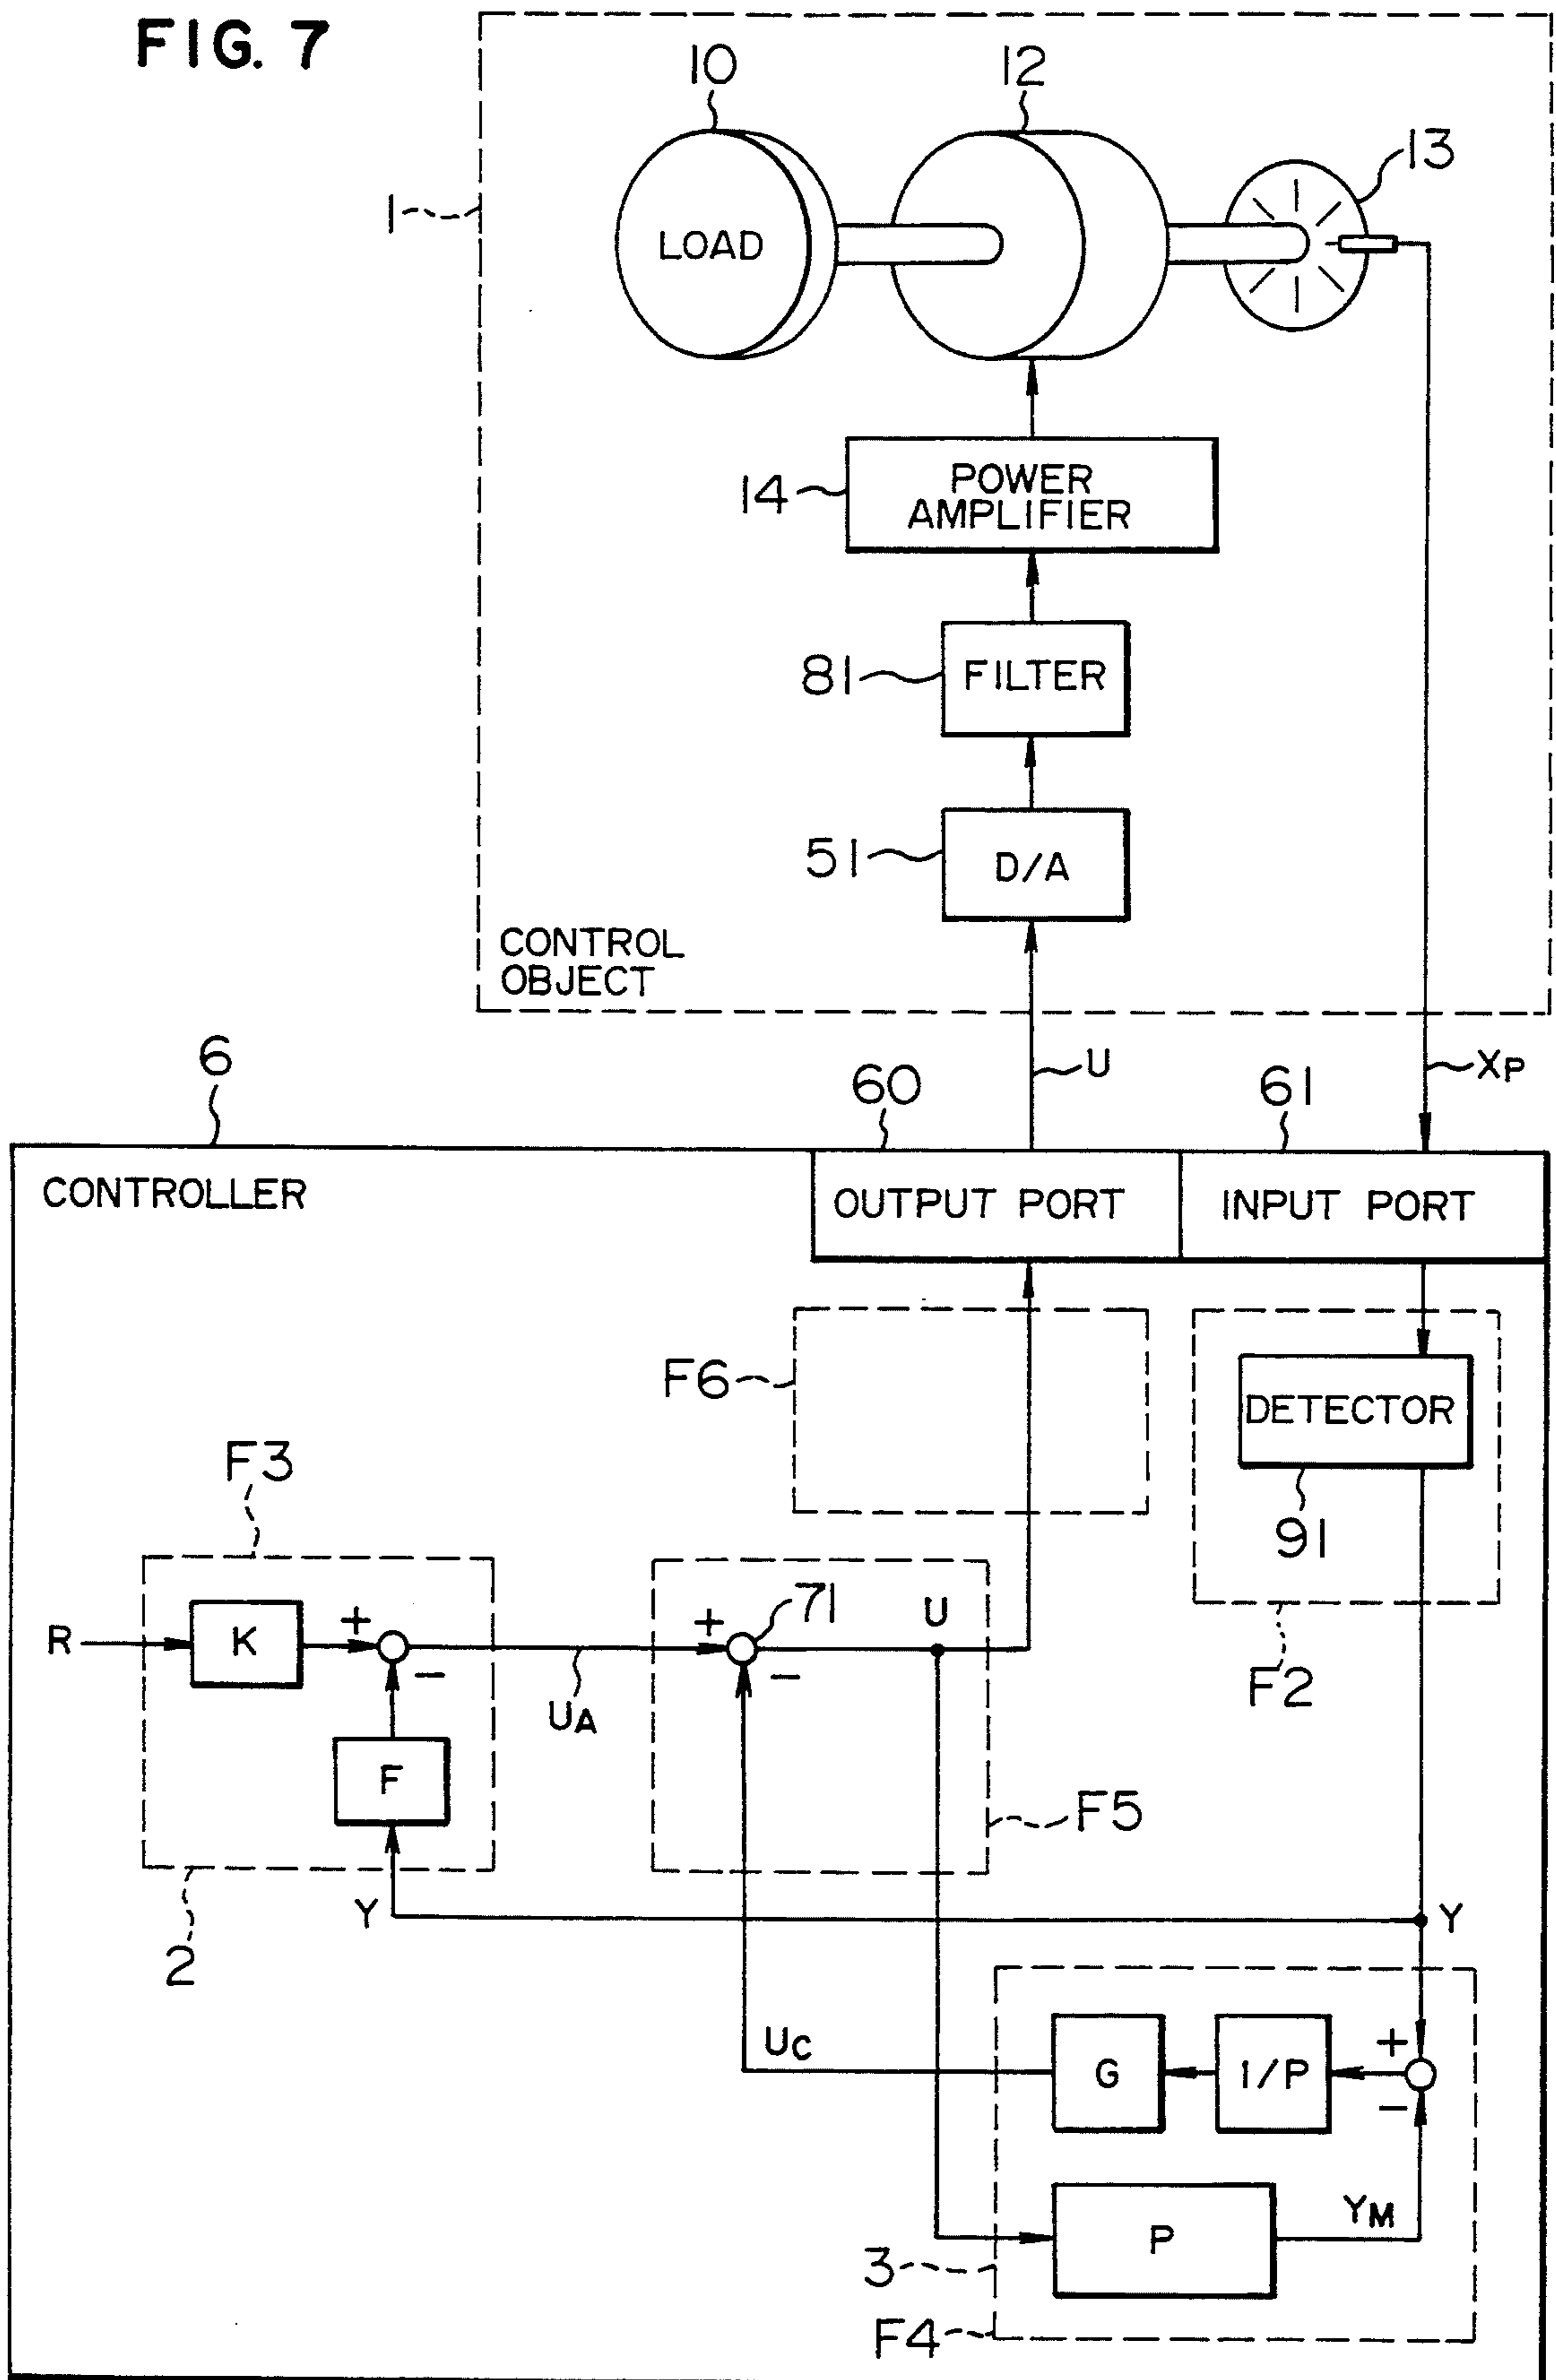 FIG. 7
10
12
13
1
LOAD
14
POWER
AMPLIFIER
81
FILTER
51
D/A
CONTROL
OBJECT
6
60
U
61
XP
CONTROLLER
OUTPUT PORT
INPUT PORT
F6
DETECTOR
91
F3
F2
R
K
+
−
UA
+
71
−
U
F
F5
Y
2
Y
UC
G
1/P
+
−
P
YM
3
F4